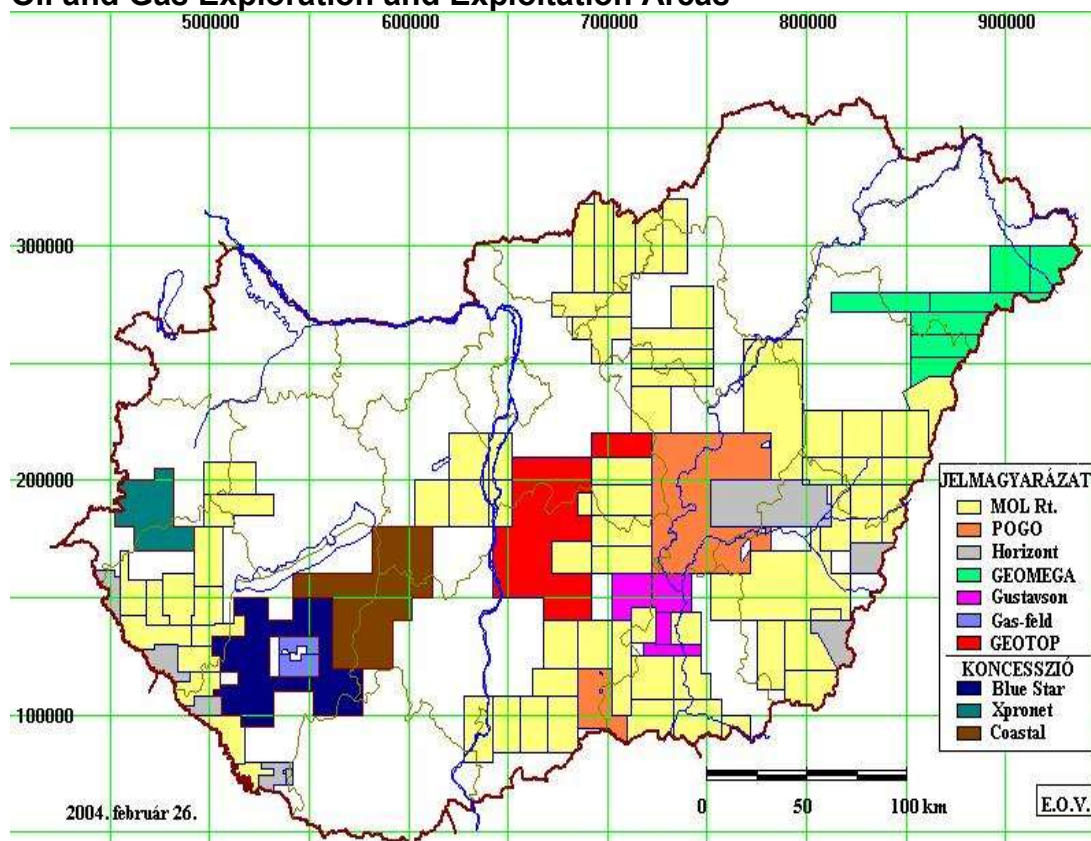 Oil and Gas Exploration and Exploitation Areas
500000 600000 700000 800000 900000
300000
200000
100000
JELMAGYARÁZAT
MOL Rt.
POGO
Horizont
GEOMEGA
Gustavson
Gas-feld
GEOTOP
KONCESSZIÓ
Blue Star
Xpronet
Coastal
2004. február 26.
0 50 100 km
E.O.V.